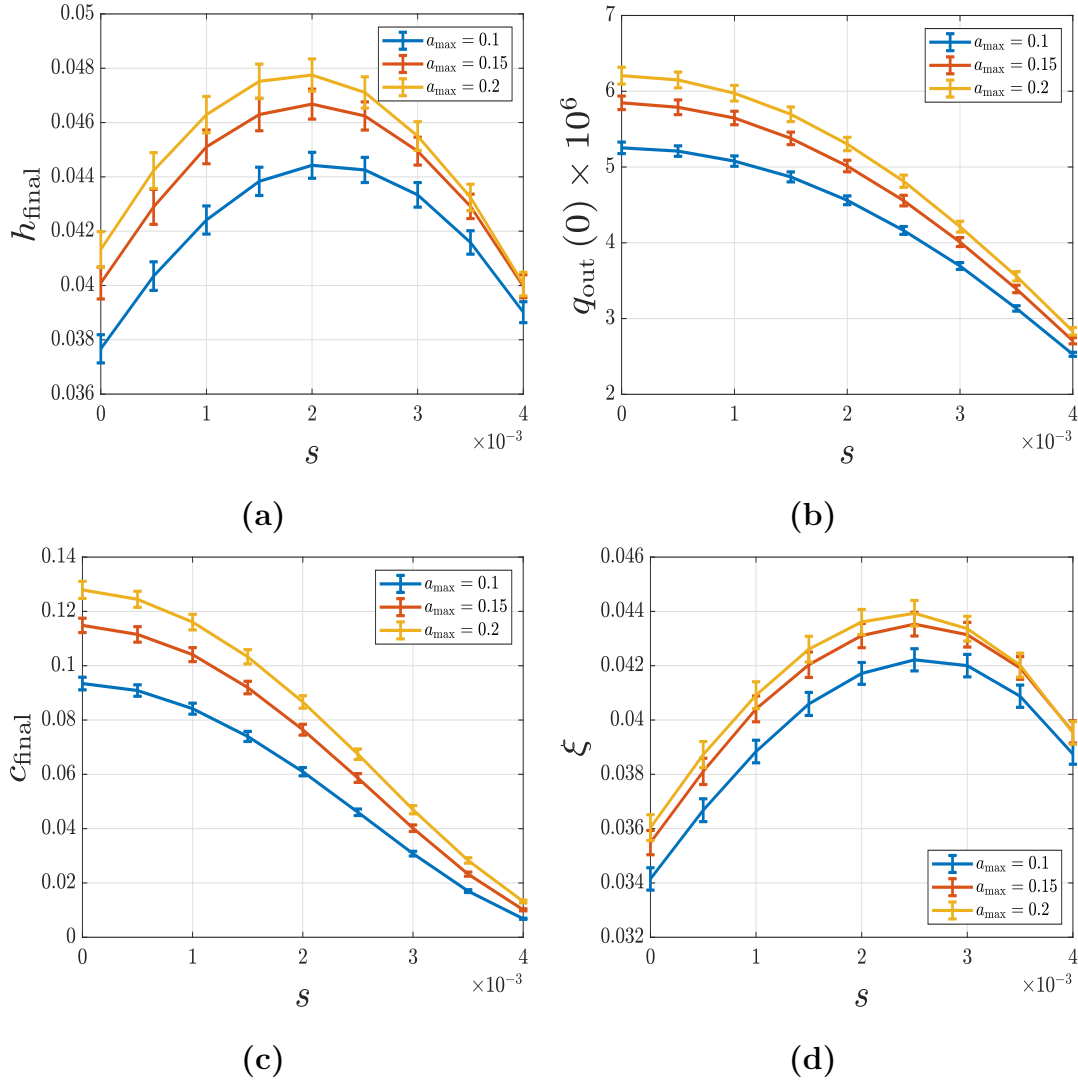 0.05
0.048
0.046
0.044
0.042
0.04
0.038
0.036
h_final
0 1 2 3 4
×10⁻³
s
a_max = 0.1
a_max = 0.15
a_max = 0.2
(a)
7
6
5
4
3
2
q_out (0) × 10⁶
0 1 2 3 4
×10⁻³
s
a_max = 0.1
a_max = 0.15
a_max = 0.2
(b)
0.14
0.12
0.1
0.08
0.06
0.04
0.02
0
c_final
0 1 2 3 4
×10⁻³
s
a_max = 0.1
a_max = 0.15
a_max = 0.2
(c)
0.046
0.044
0.042
0.04
0.038
0.036
0.034
0.032
ξ
0 1 2 3 4
×10⁻³
s
a_max = 0.1
a_max = 0.15
a_max = 0.2
(d)